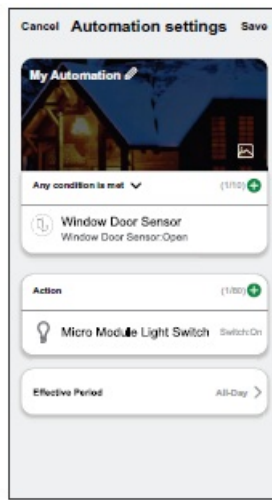 Cancel Automation settings Save
My Automation
Any condition is met (1/10)
Window Door Sensor
Window Door Sensor:Open
Action (1/80)
Micro Module Light Switch Switch:On
Effective Period All-Day